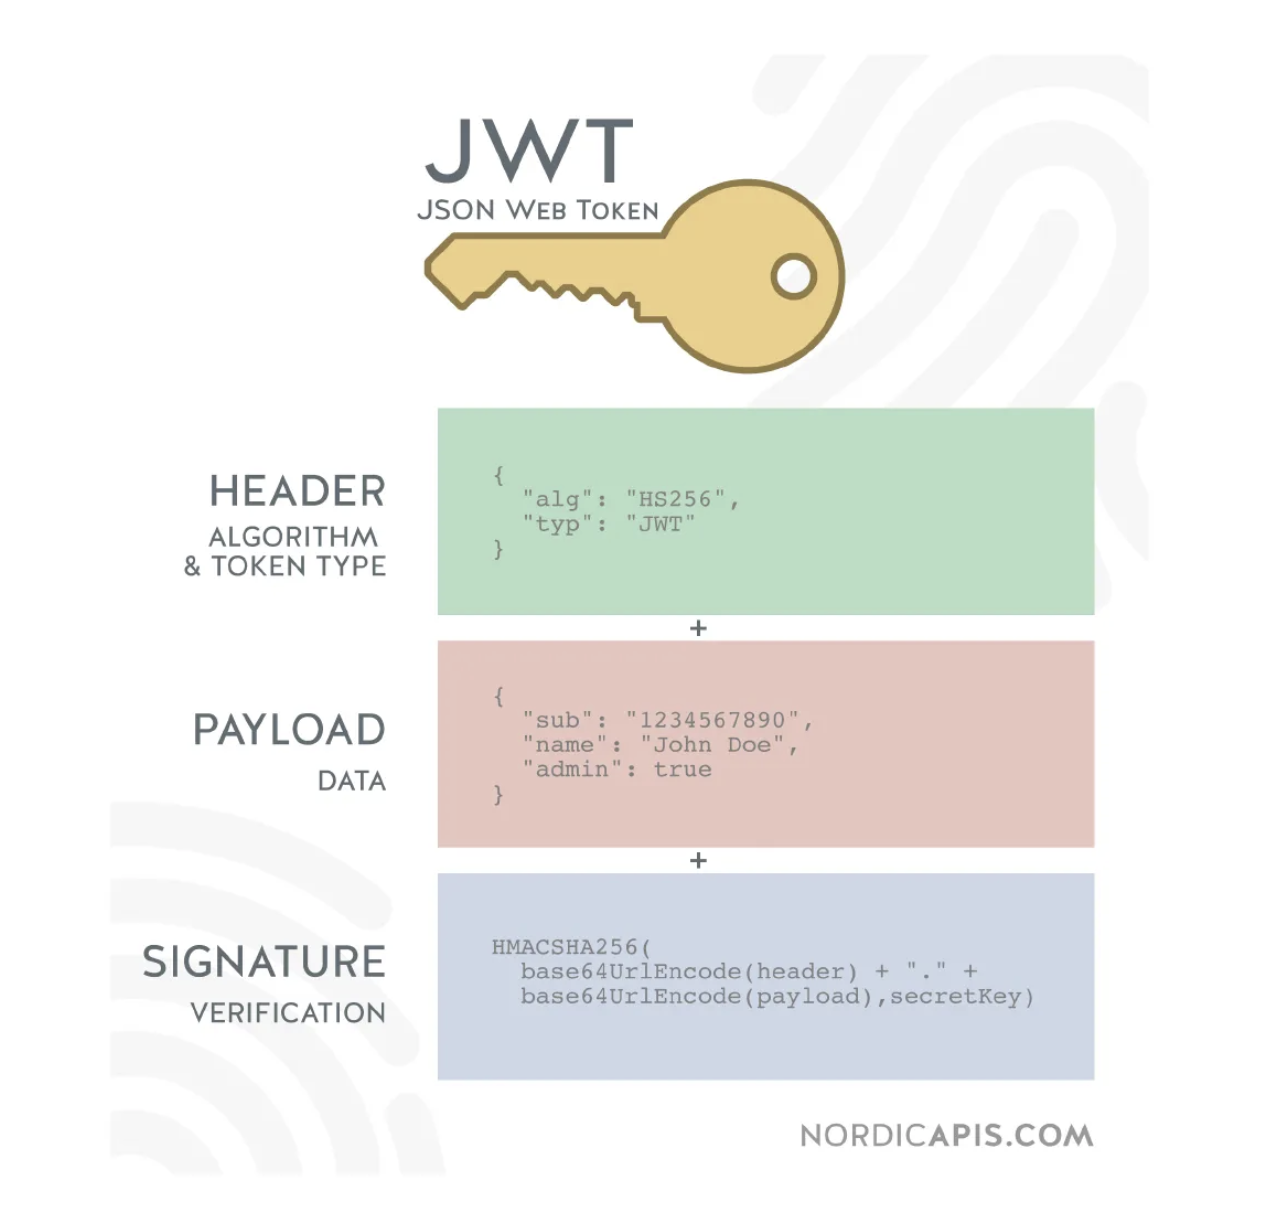 JWT
JSON WEB TOKEN
HEADER
ALGORITHM
& TOKEN TYPE
{
  "alg": "HS256",
  "typ": "JWT"
}
+
PAYLOAD
DATA
{
  "sub": "1234567890",
  "name": "John Doe",
  "admin": true
}
+
SIGNATURE
VERIFICATION
HMACSHA256(
  base64UrlEncode(header) + "." +
  base64UrlEncode(payload),secretKey)
NORDICAPIS.COM